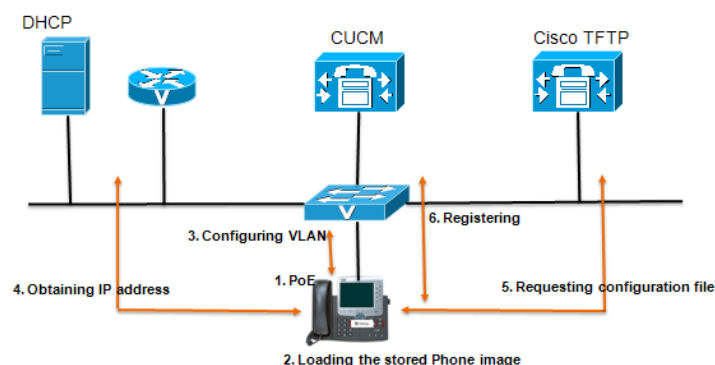 DHCP
CUCM
Cisco TFTP
V
V
3. Configuring VLAN
6. Registering
1. PoE
4. Obtaining IP address
5. Requesting configuration file
2. Loading the stored Phone image